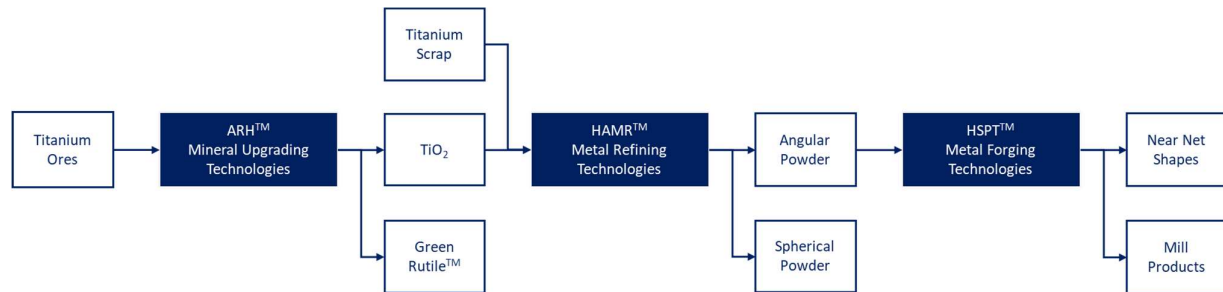 Titanium
Scrap
Titanium
Ores
ARH™
Mineral Upgrading
Technologies
TiO₂
HAMR™
Metal Refining
Technologies
Angular
Powder
HSPT™
Metal Forging
Technologies
Near Net
Shapes
Green
Rutile™
Spherical
Powder
Mill
Products